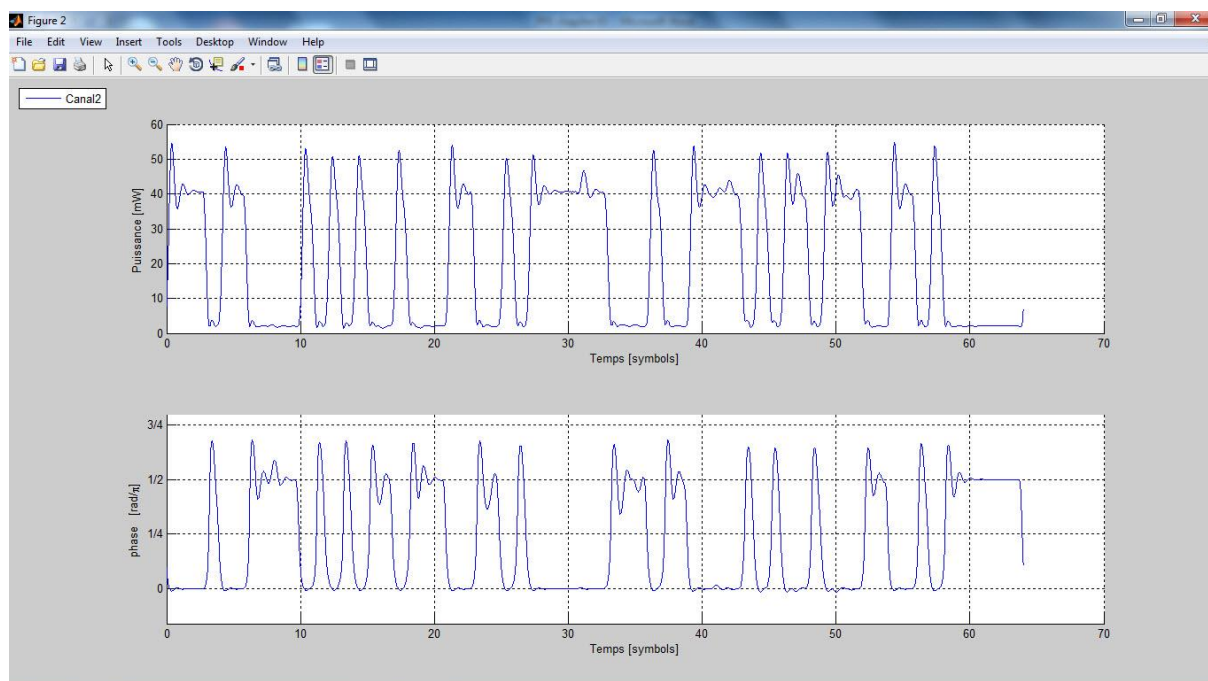 Figure 2
File Edit View Insert Tools Desktop Window Help
Canal2
60
50
40
30
20
10
0
Puissance [mW]
0 10 20 30 40 50 60 70
Temps [symbols]
3/4
1/2
1/4
0
phase [rad/π]
0 10 20 30 40 50 60 70
Temps [symbols]